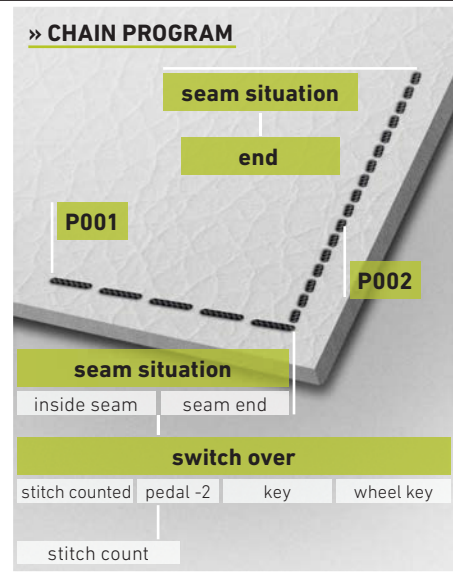 » CHAIN PROGRAM
seam situation
end
P001
P002
seam situation
inside seam seam end
switch over
stitch counted pedal -2 key wheel key
stitch count